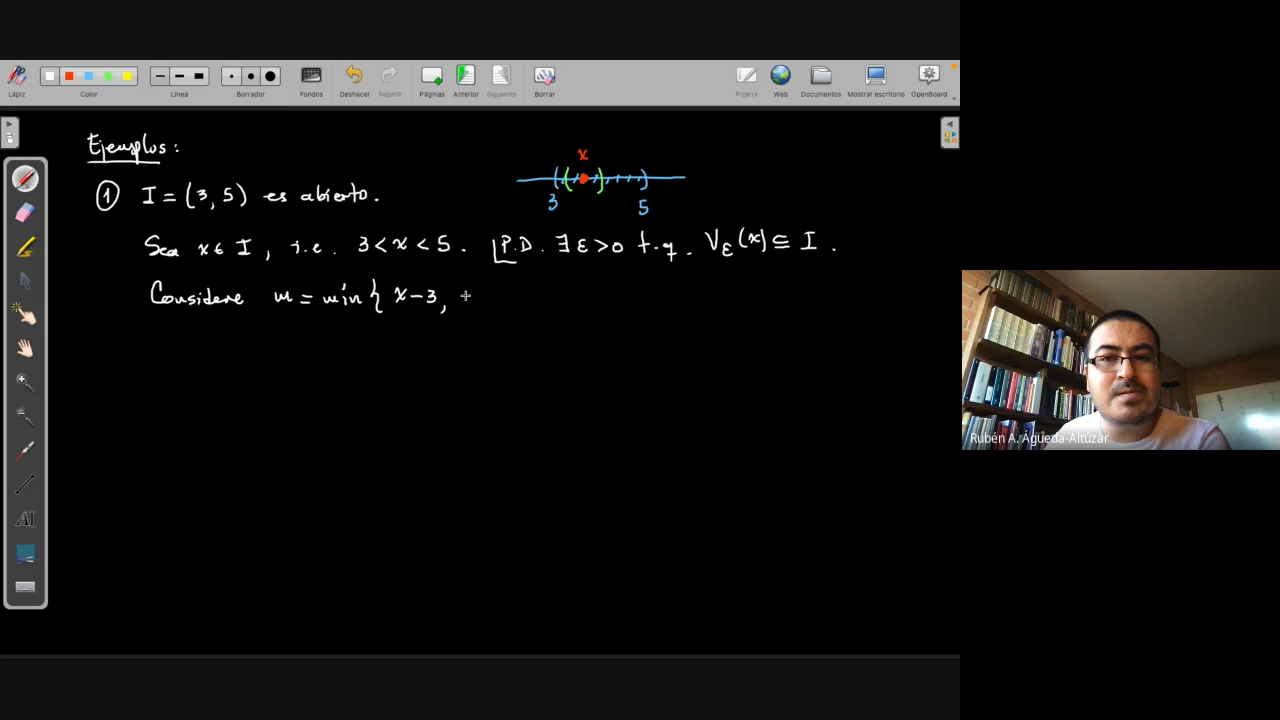 Lápiz Color Línea Borrador Fondos Deshacer Repetir Páginas Anterior Siguiente Borrar Pizarra Web Documentos Mostrar escritorio OpenBoard
Ejemplos:
x
① I = (3, 5) es abierto.
3 5
Sea x ∈ I, i.e. 3 < x < 5. P.D. ∃ ε > 0 t.q. V_ε(x) ⊆ I.
Considere m = mín { x - 3,
Rubén A. Águeda-Altúzar